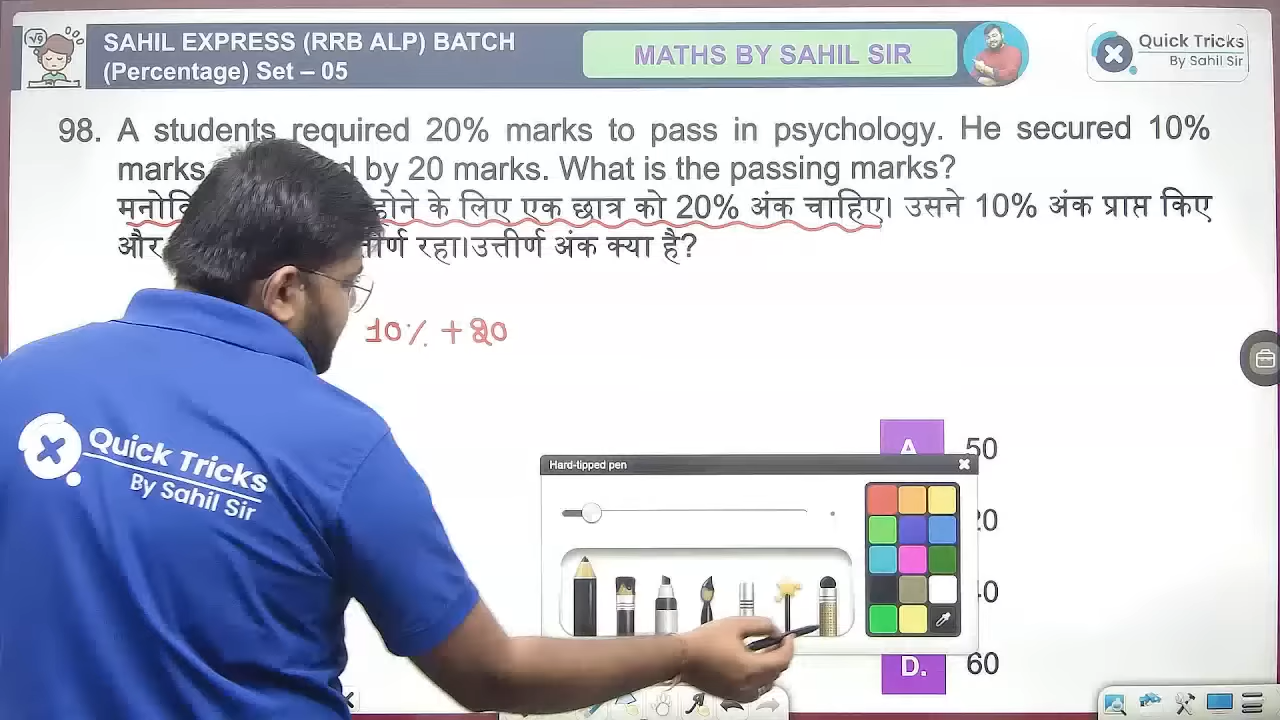 SAHIL EXPRESS (RRB ALP) BATCH
(Percentage) Set – 05
MATHS BY SAHIL SIR
Quick Tricks
By Sahil Sir
98. A students required 20% marks to pass in psychology. He secured 10%
marks by 20 marks. What is the passing marks?
होने के लिए एक छात्र को 20% अंक चाहिए। उसने 10% अंक प्राप्त किए
और रहा।उत्तीर्ण अंक क्या है?
10% + 20
Quick Tricks
By Sahil Sir
A 50
Hard-tipped pen
D. 60